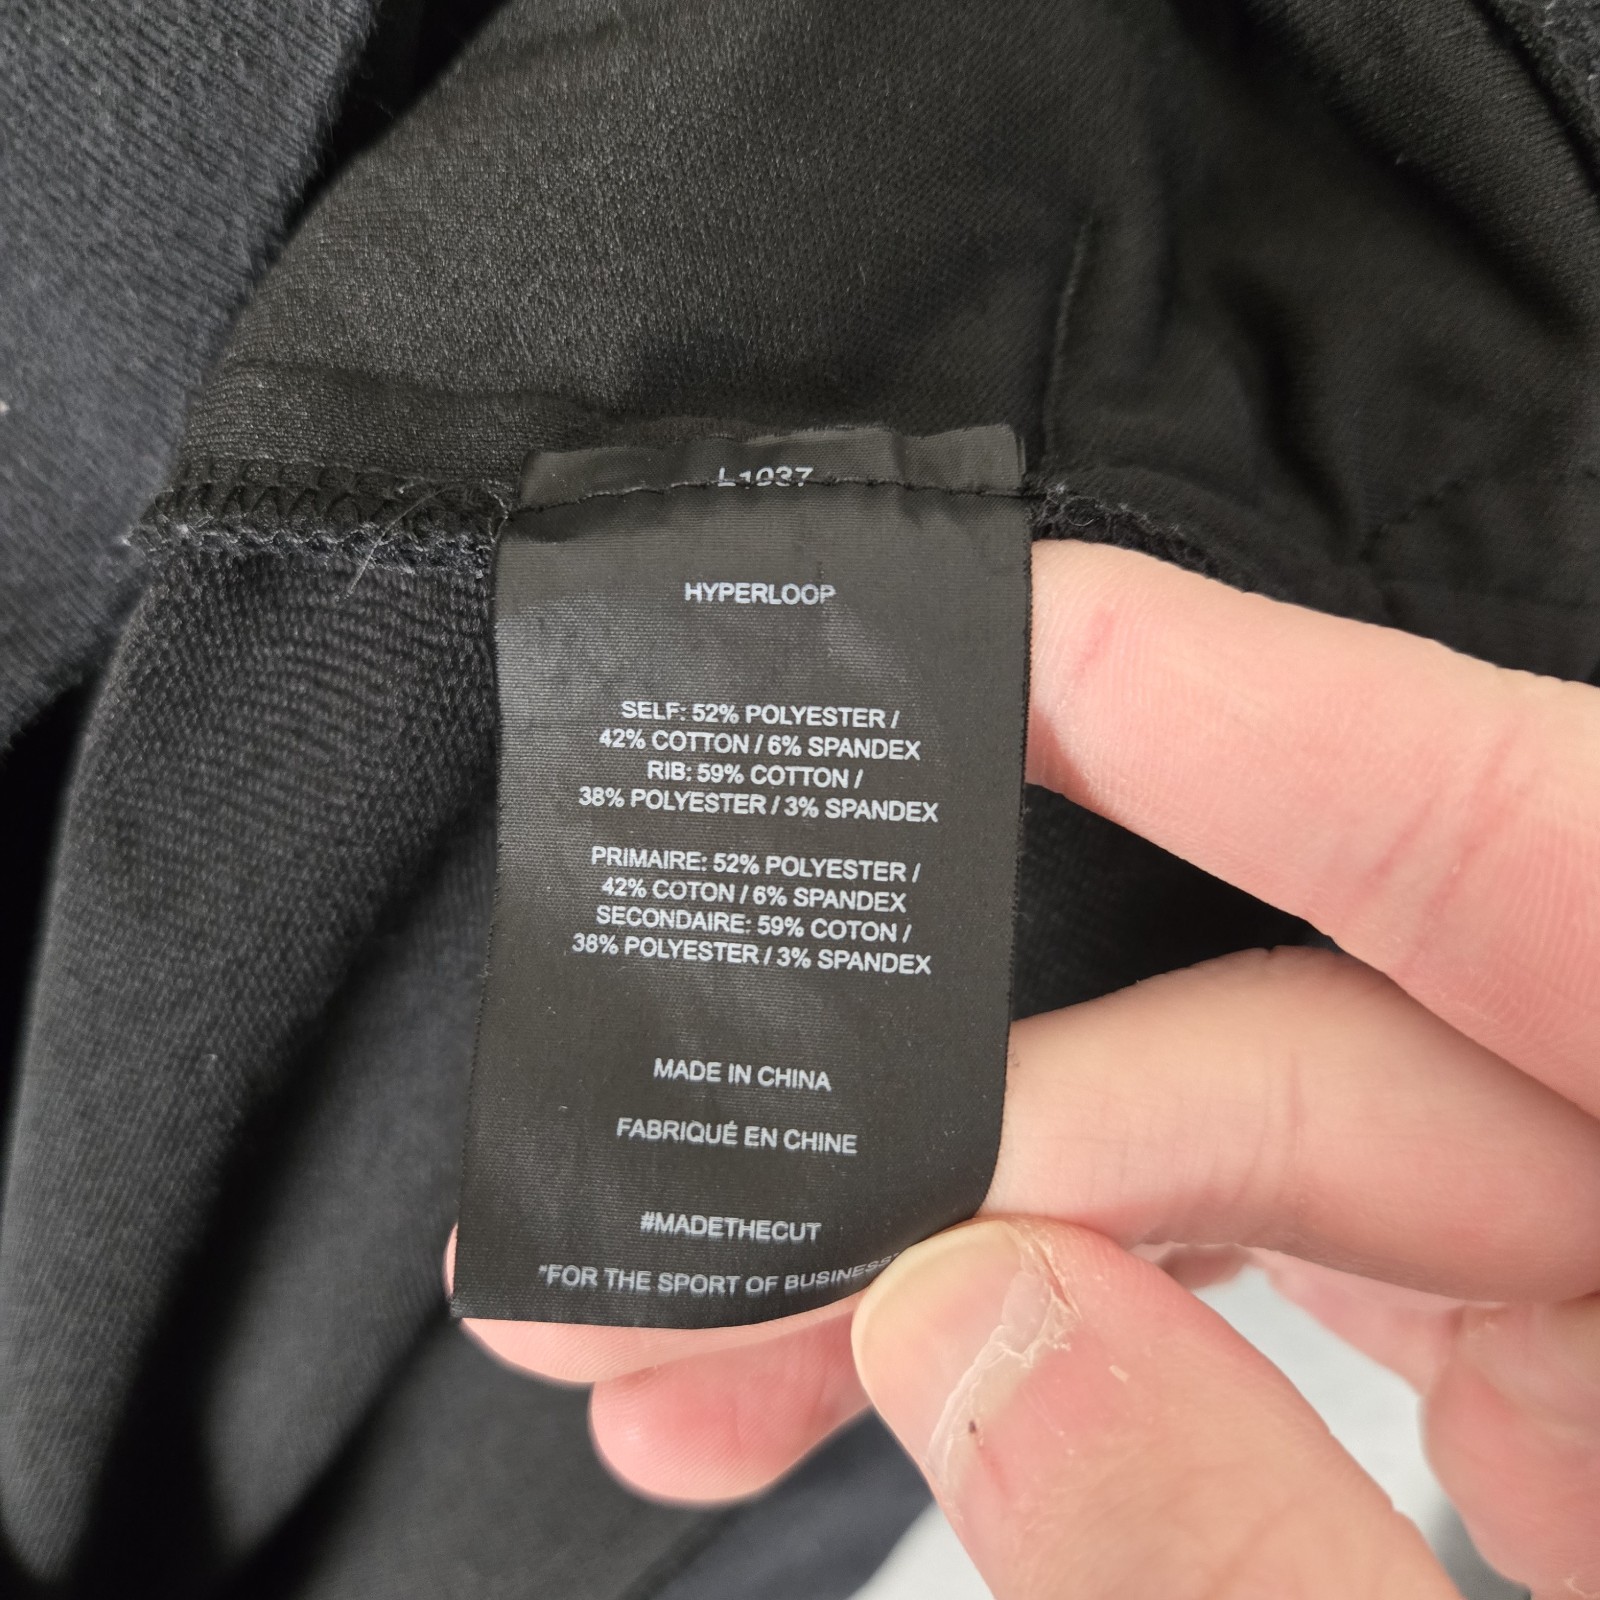 L1037
HYPERLOOP
SELF: 52% POLYESTER /
42% COTTON / 6% SPANDEX
RIB: 59% COTTON /
38% POLYESTER / 3% SPANDEX
PRIMAIRE: 52% POLYESTER /
42% COTON / 6% SPANDEX
SECONDAIRE: 59% COTON /
38% POLYESTER / 3% SPANDEX
MADE IN CHINA
FABRIQUÉ EN CHINE
#MADETHECUT
"FOR THE SPORT OF BUSINESS"